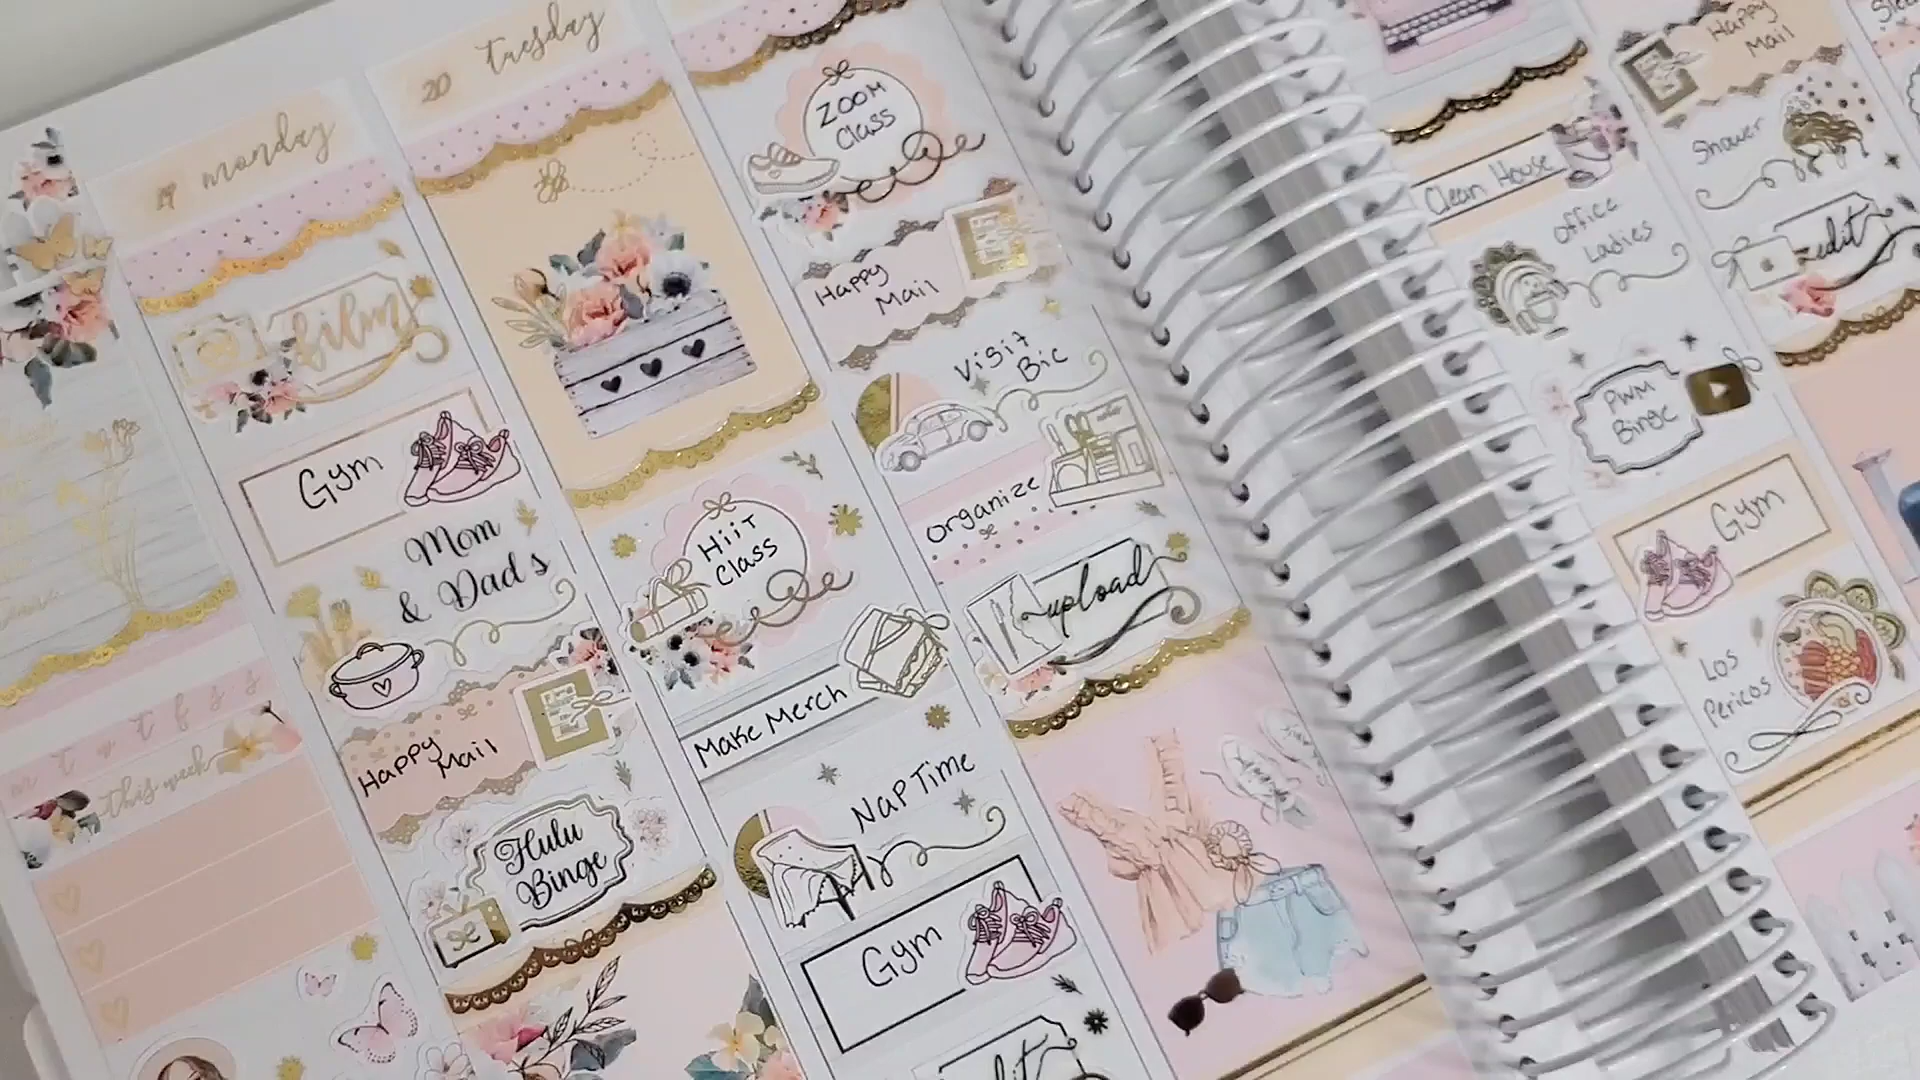 19 monday
film
Gym
Mom
& Dad's
Happy
Mail
Hulu
Binge
m t w t f s s
this week
20 tuesday
Hiit
Class
Make Merch
Nap Time
Gym
Zoom
Class
Happy
Mail
Visit
Bic
Organize
upload
Clean House
Office
Ladies
PWM
Binge
Gym
Los
Pericos
Happy
Mail
Shower
edit